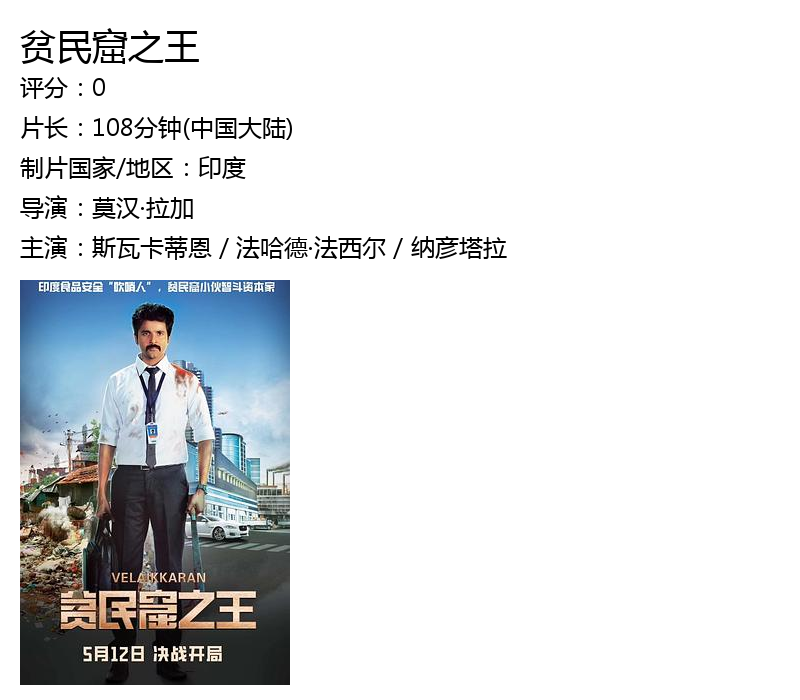 贫民窟之王
评分：0
片长：108分钟(中国大陆)
制片国家/地区：印度
导演：莫汉·拉加
主演：斯瓦卡蒂恩 / 法哈德·法西尔 / 纳彦塔拉
印度食品安全“吹哨人”，贫民窟小伙智斗资本家
VELAIKKARAN
贫民窟之王
5月12日 决战开局